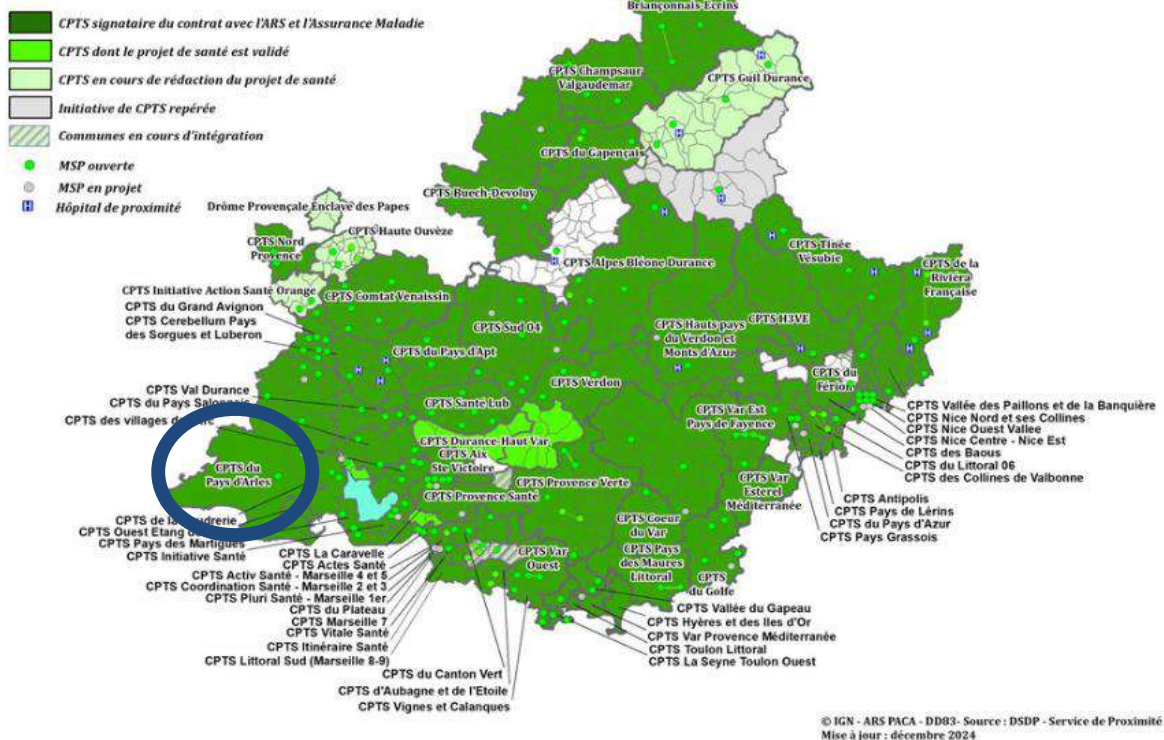 CPTS signataire du contrat avec l'ARS et l'Assurance Maladie
CPTS dont le projet de santé est validé
CPTS en cours de rédaction du projet de santé
Initiative de CPTS repérée
Communes en cours d'intégration
MSP ouverte
MSP en projet
H Hôpital de proximité
Briançonnais-Ecrins
CPTS Champsaur
Valgaudemar
CPTS Guil Durance
CPTS du Gapençais
CPTS Buech-Devoluy
Drôme Provençale Enclave des Papes
CPTS Haute Ouvèze
CPTS Nord
Provence
CPTS Alpes Bléone Durance
CPTS Tinée
Vésubie
CPTS de la
Riviera
Française
CPTS Initiative Action Santé Orange
CPTS Comtat Venaissin
CPTS du Grand Avignon
CPTS Cerebellum Pays
des Sorgues et Luberon
CPTS Sud 04
CPTS Hauts pays
du Verdon et
Monts d'Azur
CPTS H3VE
CPTS du Pays d'Apt
CPTS du
Férion
CPTS Verdon
CPTS Val Durance
CPTS du Pays Salonnais
CPTS des villages
CPTS Santé Lub
CPTS Var Est
Pays de Fayence
CPTS Vallée des Paillons et de la Banquière
CPTS Nice Nord et ses Collines
CPTS Nice Ouest Vallee
CPTS Nice Centre - Nice Est
CPTS des Baous
CPTS du Littoral 06
CPTS des Collines de Valbonne
CPTS Durance-Haut Var
CPTS Aix
Ste Victoire
CPTS du
Pays d'Arles
CPTS Provence Santé
CPTS Provence Verte
CPTS Var
Esterel
Méditerranée
CPTS Antipolis
CPTS Pays de Lérins
CPTS du Pays d'Azur
CPTS Pays Grassois
CPTS de la
CPTS Ouest Etang
CPTS Pays des Martigues
CPTS Initiative Santé
CPTS Coeur
du Var
CPTS La Caravelle
CPTS Actes Santé
CPTS Activ Santé - Marseille 4 et 5
CPTS Coordination Santé - Marseille 2 et 3
CPTS Pluri Santé - Marseille 1er
CPTS du Plateau
CPTS Marseille 7
CPTS Vitale Santé
CPTS Itinéraire Santé
CPTS Littoral Sud (Marseille 8-9)
CPTS Var
Ouest
CPTS Pays
des Maures
Littoral
CPTS
du Golfe
CPTS Vallée du Gapeau
CPTS Hyères et des Iles d'Or
CPTS Var Provence Méditerranée
CPTS Toulon Littoral
CPTS La Seyne Toulon Ouest
CPTS du Canton Vert
CPTS d'Aubagne et de l'Etoile
CPTS Vignes et Calanques
© IGN - ARS PACA - DD83- Source : DSDP - Service de Proximité
Mise à jour : décembre 2024